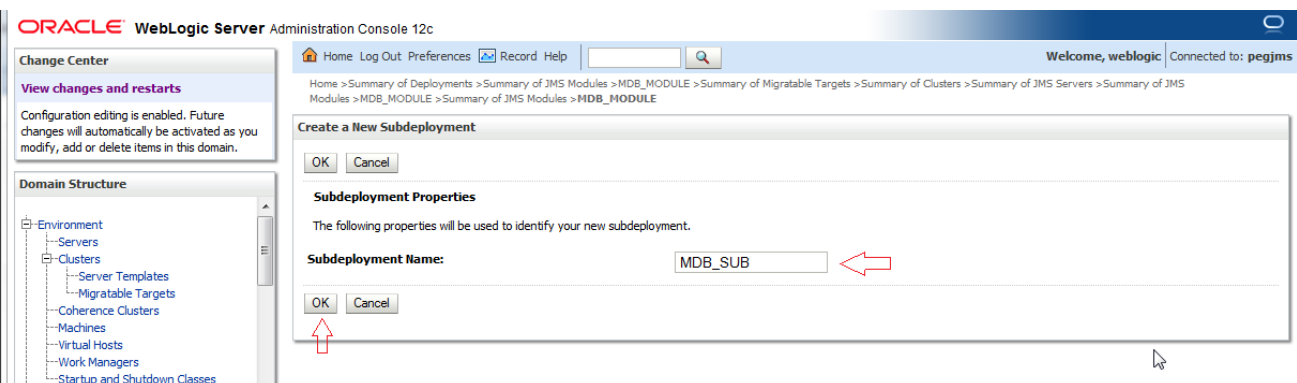 ORACLE WebLogic Server Administration Console 12c
Change Center
View changes and restarts
Configuration editing is enabled. Future
changes will automatically be activated as you
modify, add or delete items in this domain.
Domain Structure
Environment
Servers
Clusters
Server Templates
Migratable Targets
Coherence Clusters
Machines
Virtual Hosts
Work Managers
Startup and Shutdown Classes
Home Log Out Preferences Record Help
Welcome, weblogic Connected to: pegjms
Home >Summary of Deployments >Summary of JMS Modules >MDB_MODULE >Summary of Migratable Targets >Summary of Clusters >Summary of JMS Servers >Summary of JMS
Modules >MDB_MODULE >Summary of JMS Modules >MDB_MODULE
Create a New Subdeployment
OK Cancel
Subdeployment Properties
The following properties will be used to identify your new subdeployment.
Subdeployment Name: MDB_SUB
OK Cancel